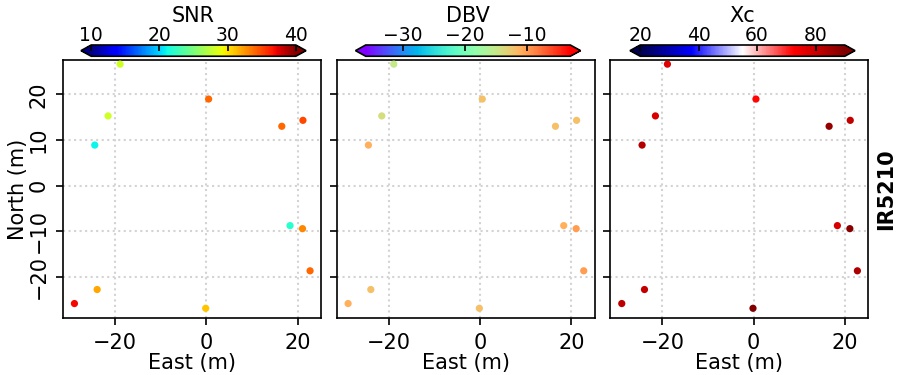 SNR DBV Xc
10 20 30 40 −30 −20 −10 20 40 60 80
20
10
0
−10
−20
North (m)
IR5210
−20 0 20 −20 0 20 −20 0 20
East (m) East (m) East (m)